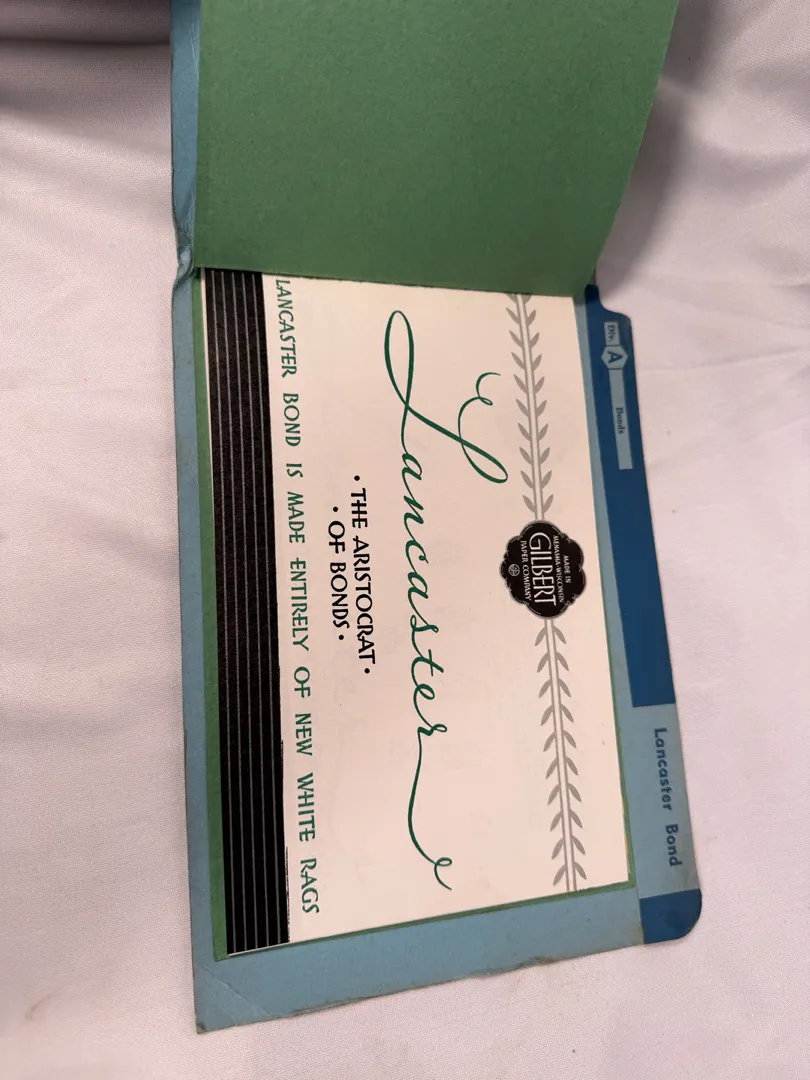 Div. A Bonds
Lancaster Bond
MADE IN
MENASHA-WISCONSIN
GILBERT
PAPER COMPANY
Lancaster
• THE ARISTOCRAT •
• OF BONDS •
LANCASTER BOND IS MADE ENTIRELY OF NEW WHITE RAGS